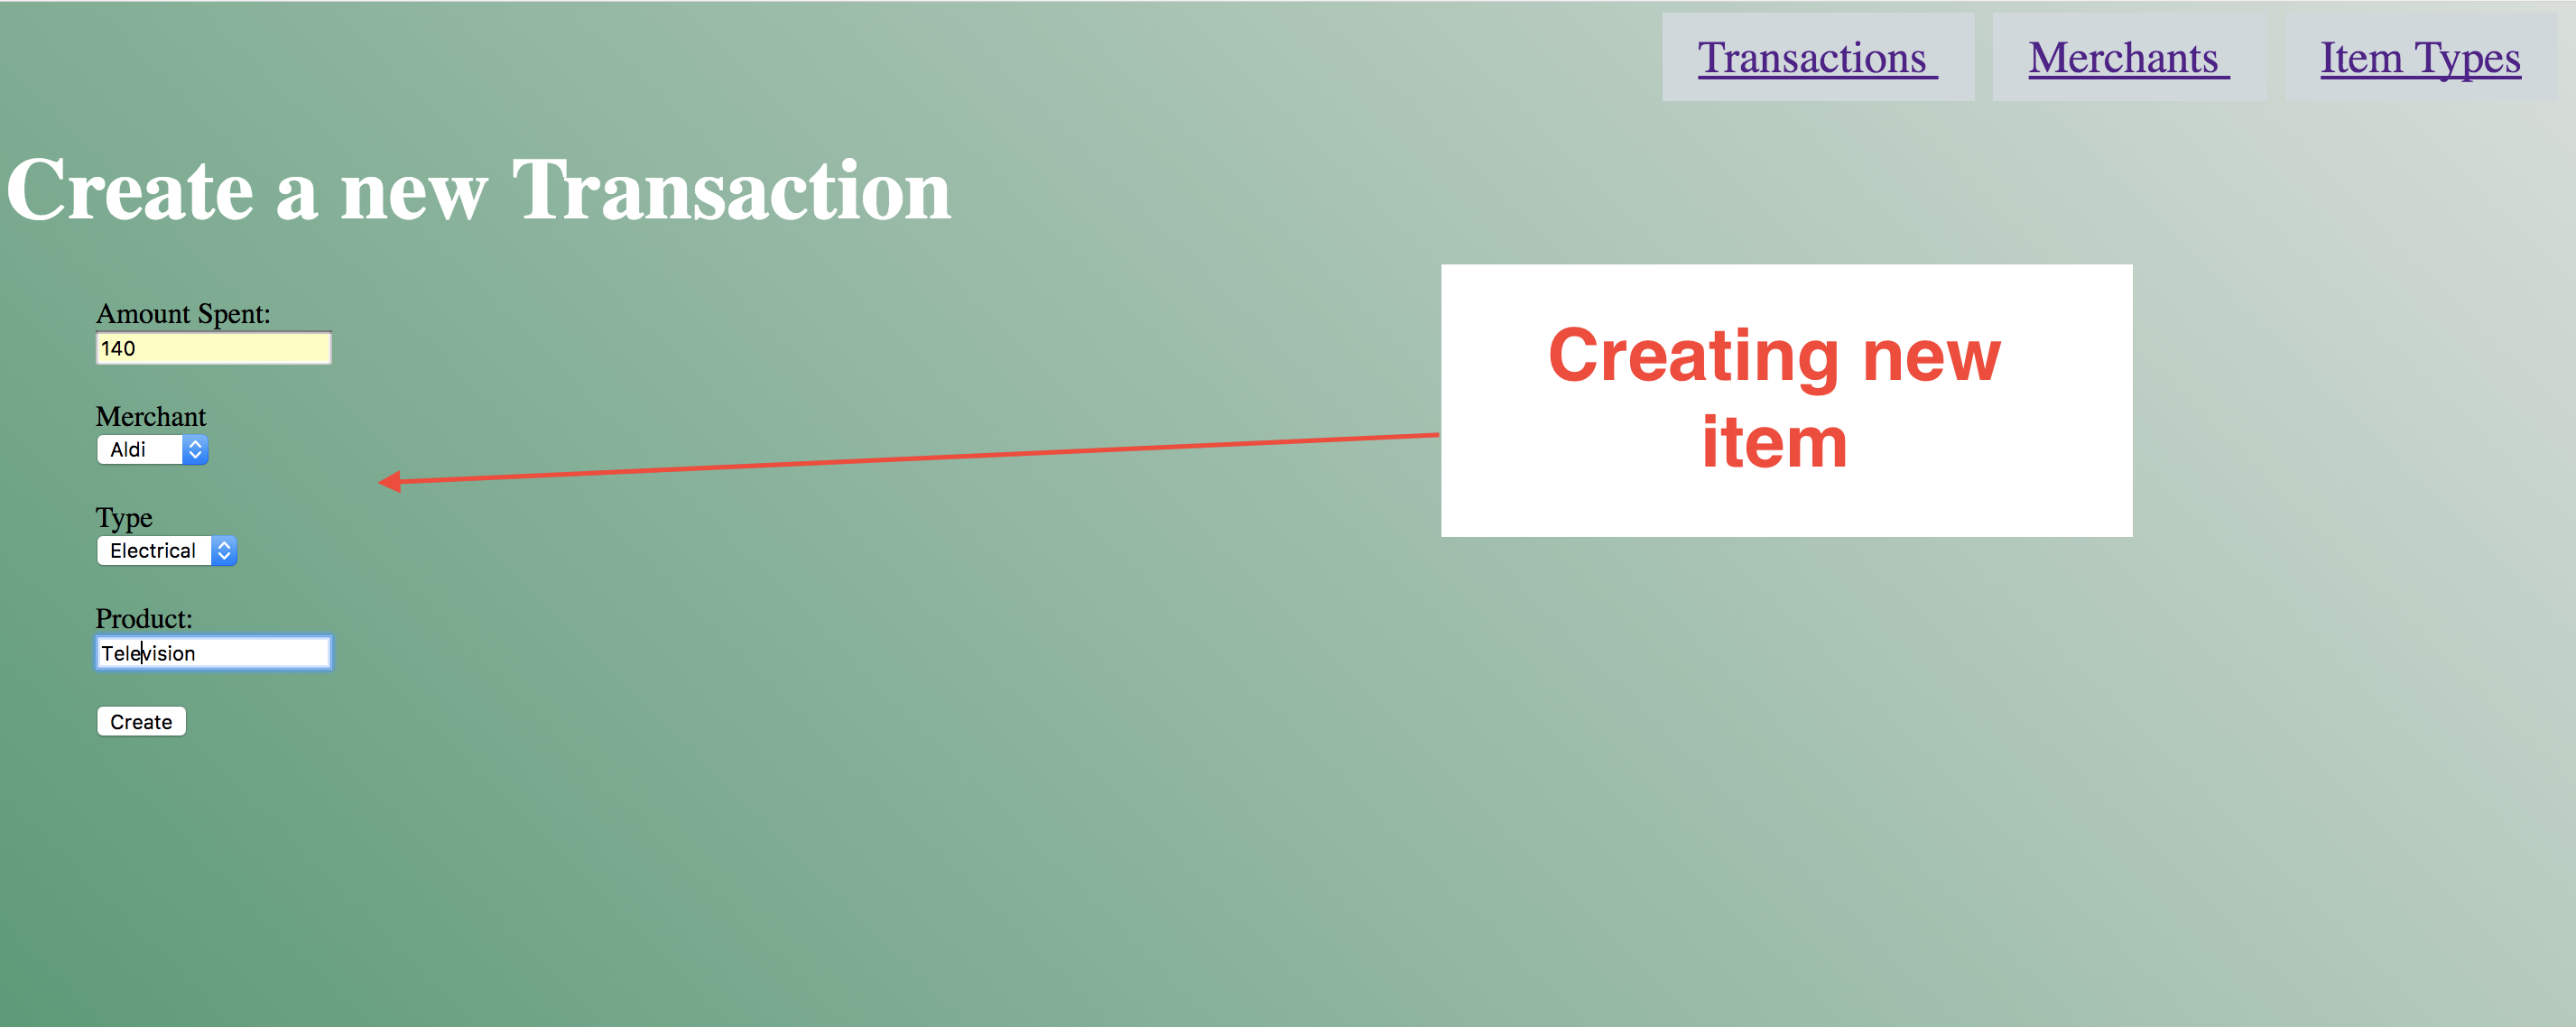 Transactions
Merchants
Item Types
Create a new Transaction
Amount Spent:
140
Merchant
Aldi
Type
Electrical
Product:
Television
Create
Creating new
item